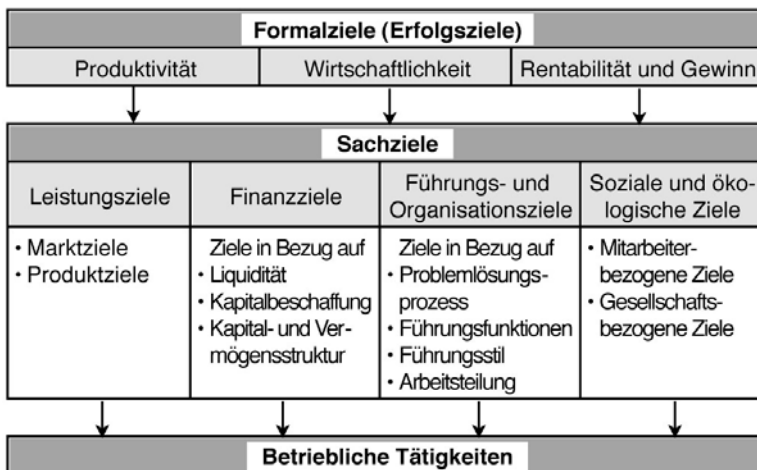 Formalziele (Erfolgsziele)
Produktivität
Wirtschaftlichkeit
Rentabilität und Gewinn
Sachziele
Leistungsziele
• Marktziele
• Produktziele
Finanzziele
Ziele in Bezug auf
• Liquidität
• Kapitalbeschaffung
• Kapital- und Ver-
mögensstruktur
Führungs- und
Organisationsziele
Ziele in Bezug auf
• Problemlösungs-
prozess
• Führungsfunktionen
• Führungsstil
• Arbeitsteilung
Soziale und öko-
logische Ziele
• Mitarbeiter-
bezogene Ziele
• Gesellschafts-
bezogene Ziele
Betriebliche Tätigkeiten